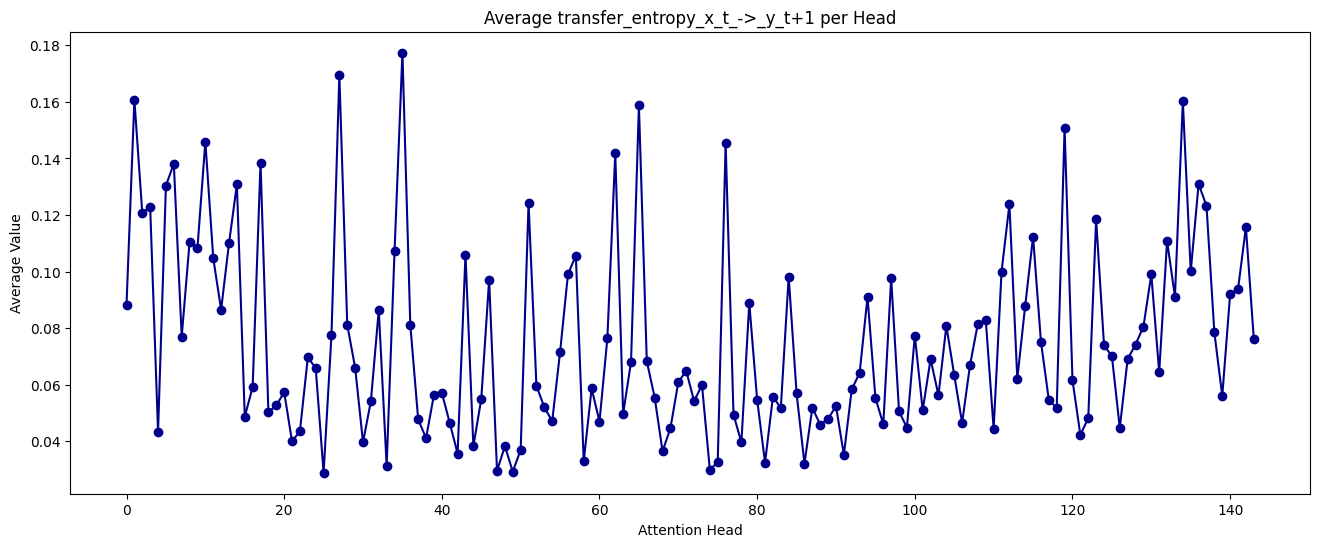 Average transfer_entropy_x_t_->_y_t+1 per Head
0.18
0.16
0.14
0.12
0.10
0.08
0.06
0.04
Average Value
0 20 40 60 80 100 120 140
Attention Head